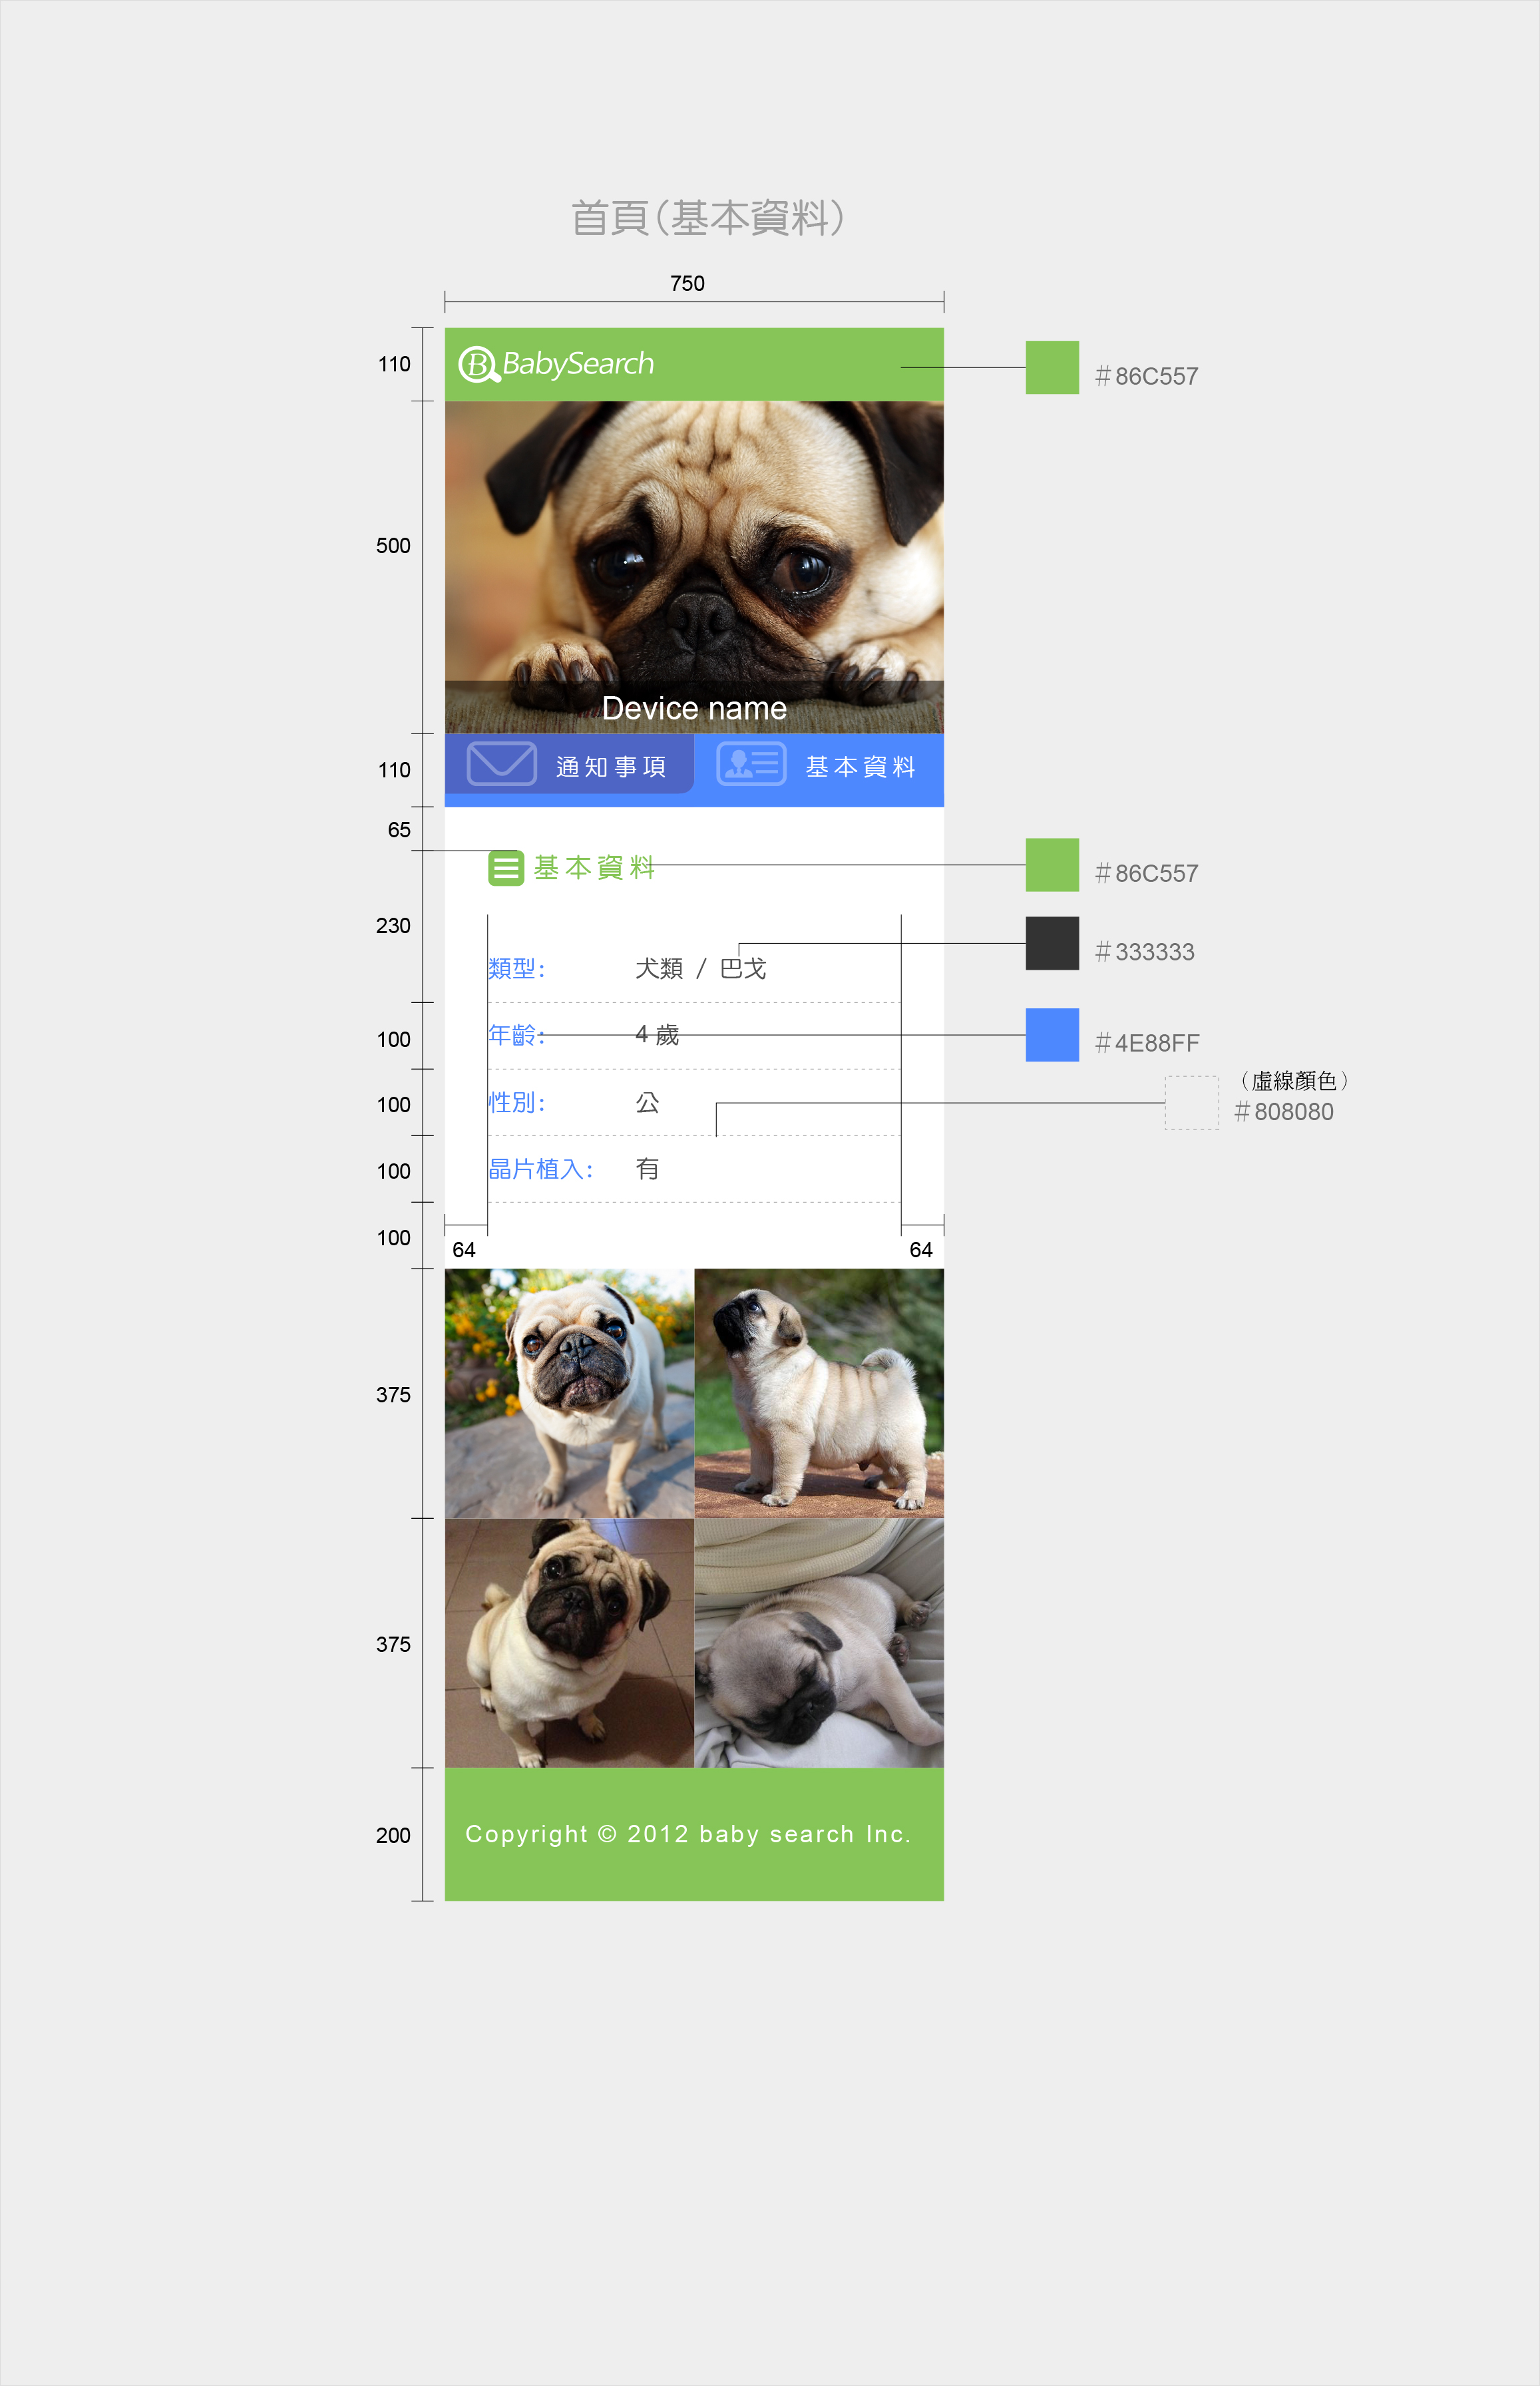 首頁(基本資料)
750
110
BabySearch
#86C557
500
Device name
110
通知事項
基本資料
65
基本資料
#86C557
230
#333333
類型:
犬類 / 巴戈
100
年齡:
4 歲
#4E88FF
(虛線顏色)
#808080
100
性別:
公
100
晶片植入:
有
100
64
64
375
375
200
Copyright © 2012 baby search Inc.